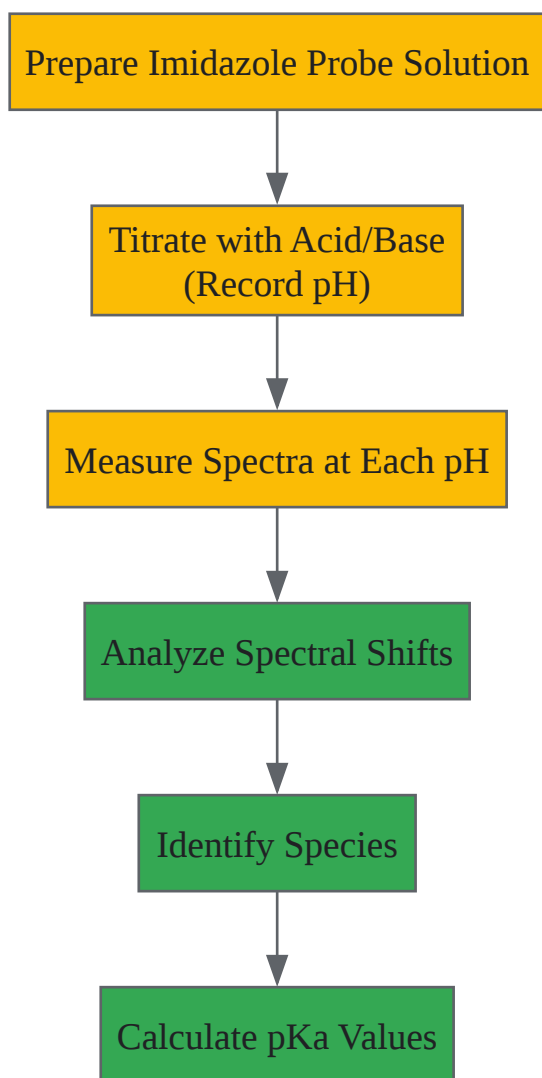 Prepare Imidazole Probe Solution
Titrate with Acid/Base
(Record pH)
Measure Spectra at Each pH
Analyze Spectral Shifts
Identify Species
Calculate pKa Values